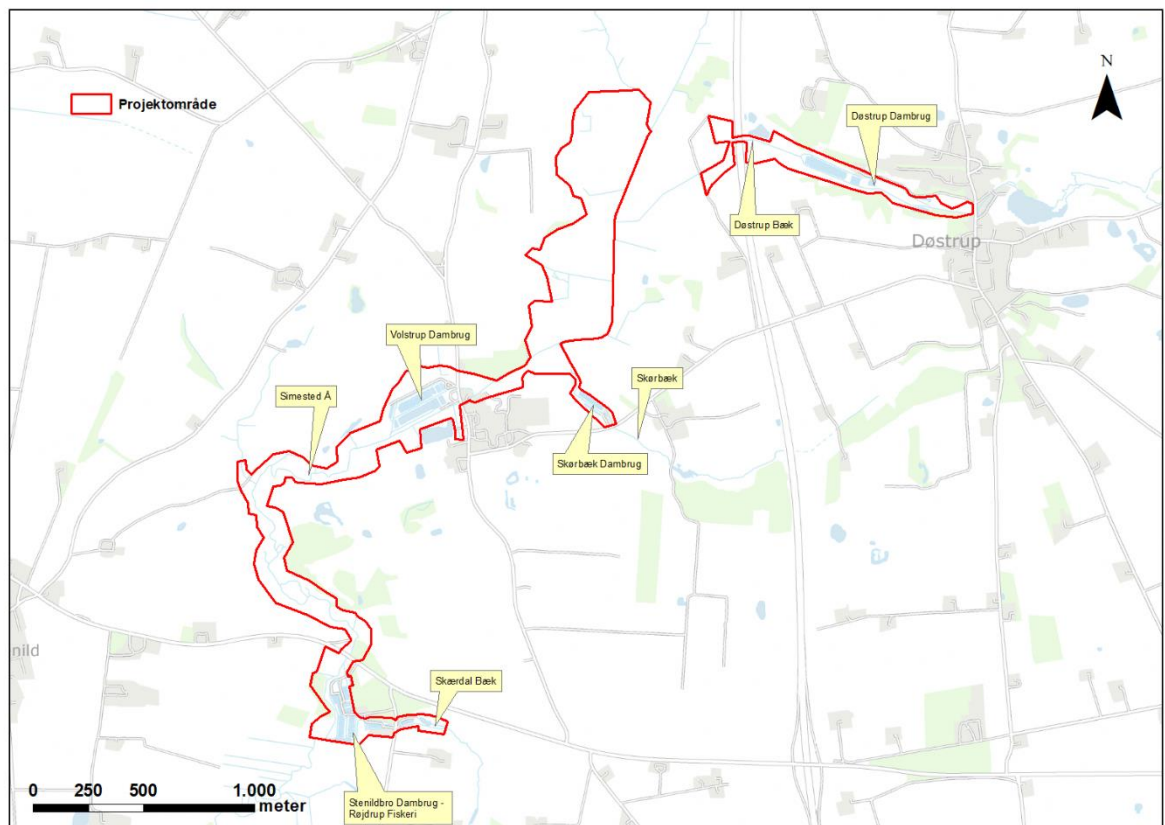 N
Projektområde
Døstrup Dambrug
Døstrup Bæk
Døstrup
Volstrup Dambrug
Simested Å
Skørbæk
Skørbæk Dambrug
nild
Skærdal Bæk
0 250 500 1.000
meter
Stenildbro Dambrug -
Røjdrup Fiskeri